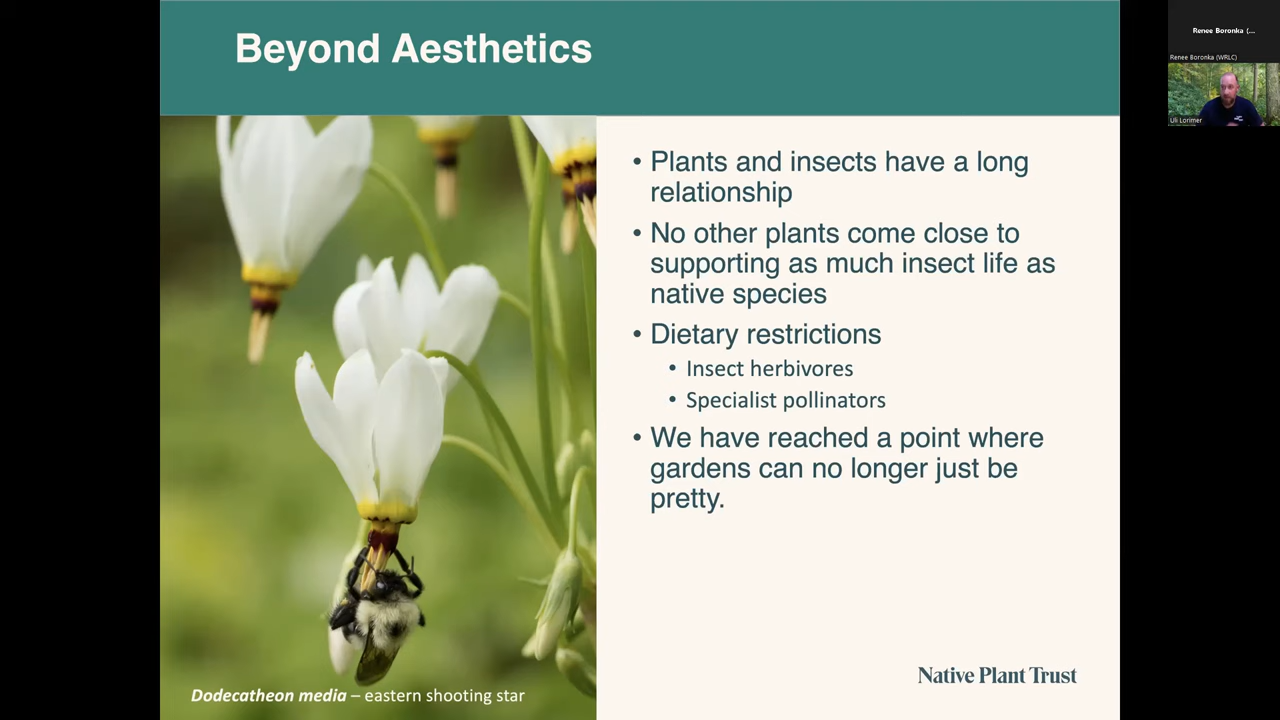 Beyond Aesthetics
Renee Boronka (...
Renee Boronka (WRLC)
Uli Lorimer
• Plants and insects have a long
relationship
• No other plants come close to
supporting as much insect life as
native species
• Dietary restrictions
• Insect herbivores
• Specialist pollinators
• We have reached a point where
gardens can no longer just be
pretty.
Native Plant Trust
Dodecatheon media – eastern shooting star